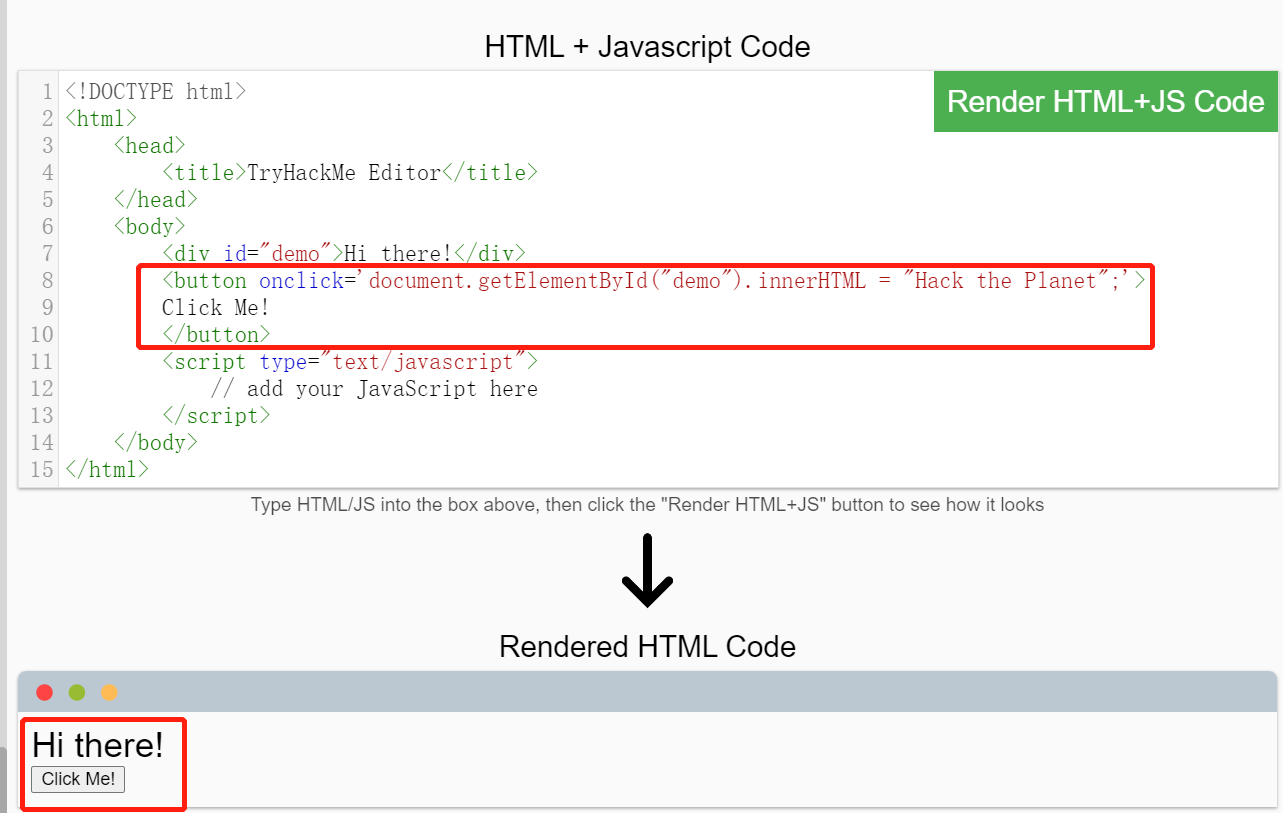 HTML + Javascript Code
Render HTML+JS Code
1 <!DOCTYPE html>
2 <html>
3 <head>
4 <title>TryHackMe Editor</title>
5 </head>
6 <body>
7 <div id="demo">Hi there!</div>
8 <button onclick='document.getElementById("demo").innerHTML = "Hack the Planet";'>
9 Click Me!
10 </button>
11 <script type="text/javascript">
12 // add your JavaScript here
13 </script>
14 </body>
15 </html>
Type HTML/JS into the box above, then click the "Render HTML+JS" button to see how it looks
Rendered HTML Code
Hi there!
Click Me!